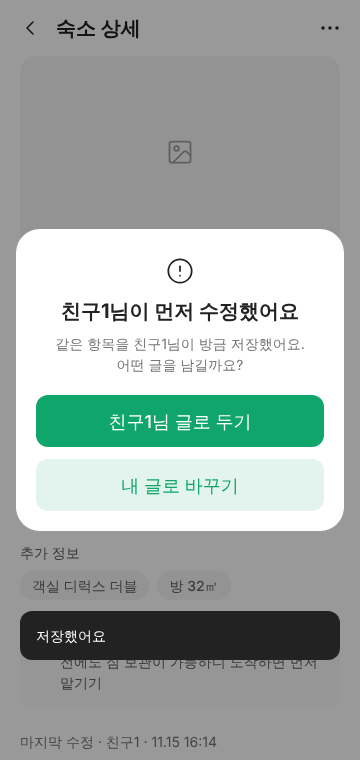 숙소 상세
친구1님이 먼저 수정했어요
같은 항목을 친구1님이 방금 저장했어요.
어떤 글을 남길까요?
친구1님 글로 두기
내 글로 바꾸기
추가 정보
객실 디럭스 더블
방 32㎡
저장했어요
전에도 짐 보관이 가능하니 도착하면 먼저
맡기기
마지막 수정 · 친구1 · 11.15 16:14